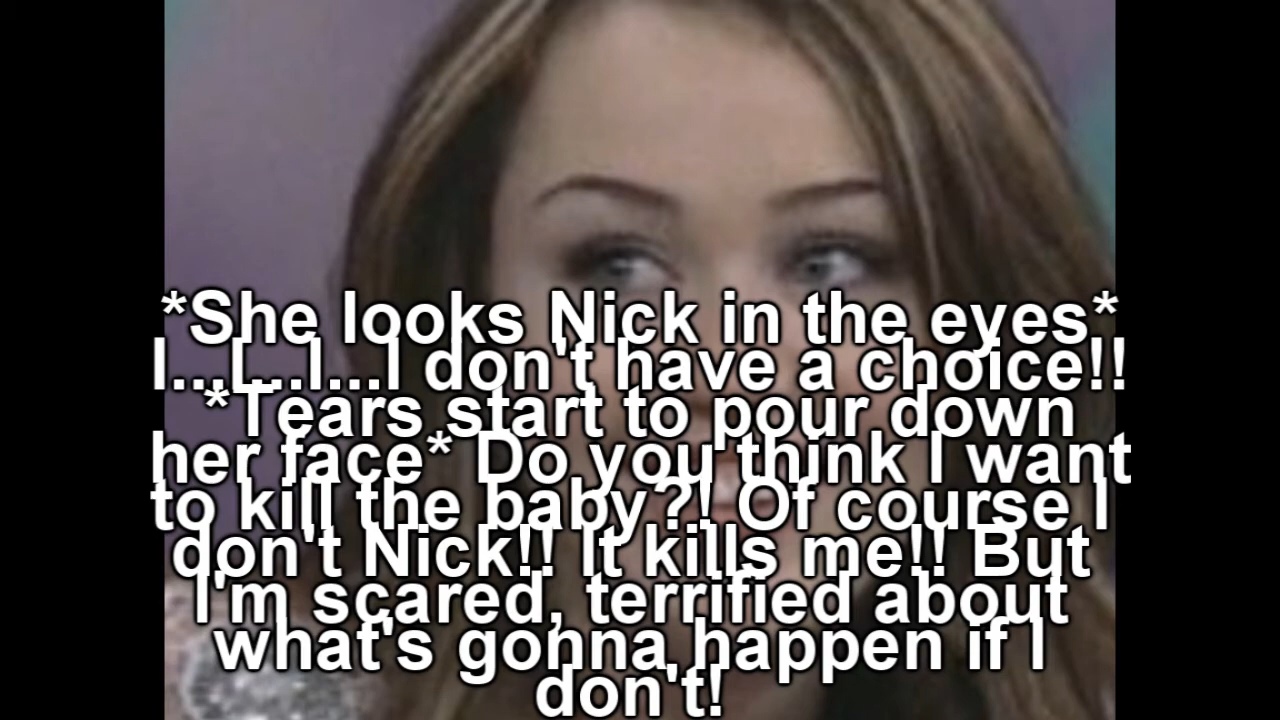 *She looks Nick in the eyes*
I...I...I...I don't have a choice!!
*Tears start to pour down
her face* Do you think I want
to kill the baby?! Of course I
don't Nick!! It kills me!! But
I'm scared, terrified about
what's gonna happen if I
don't!